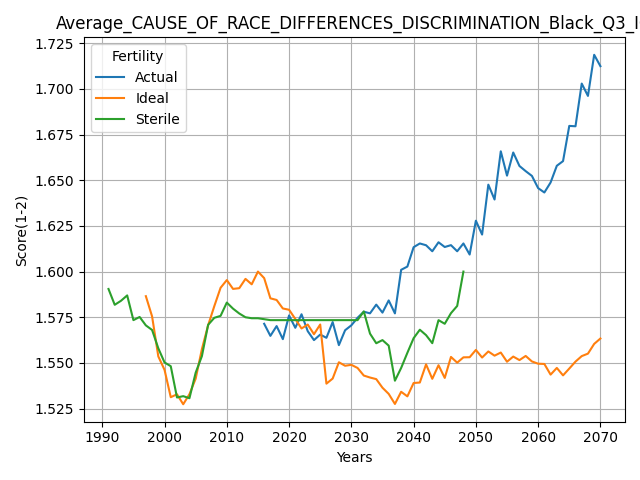 Average_CAUSE_OF_RACE_DIFFERENCES_DISCRIMINATION_Black_Q3_I
1.725
1.700
1.675
1.650
1.625
1.600
1.575
1.550
1.525
Score(1-2)
Fertility
Actual
Ideal
Sterile
1990 2000 2010 2020 2030 2040 2050 2060 2070
Years